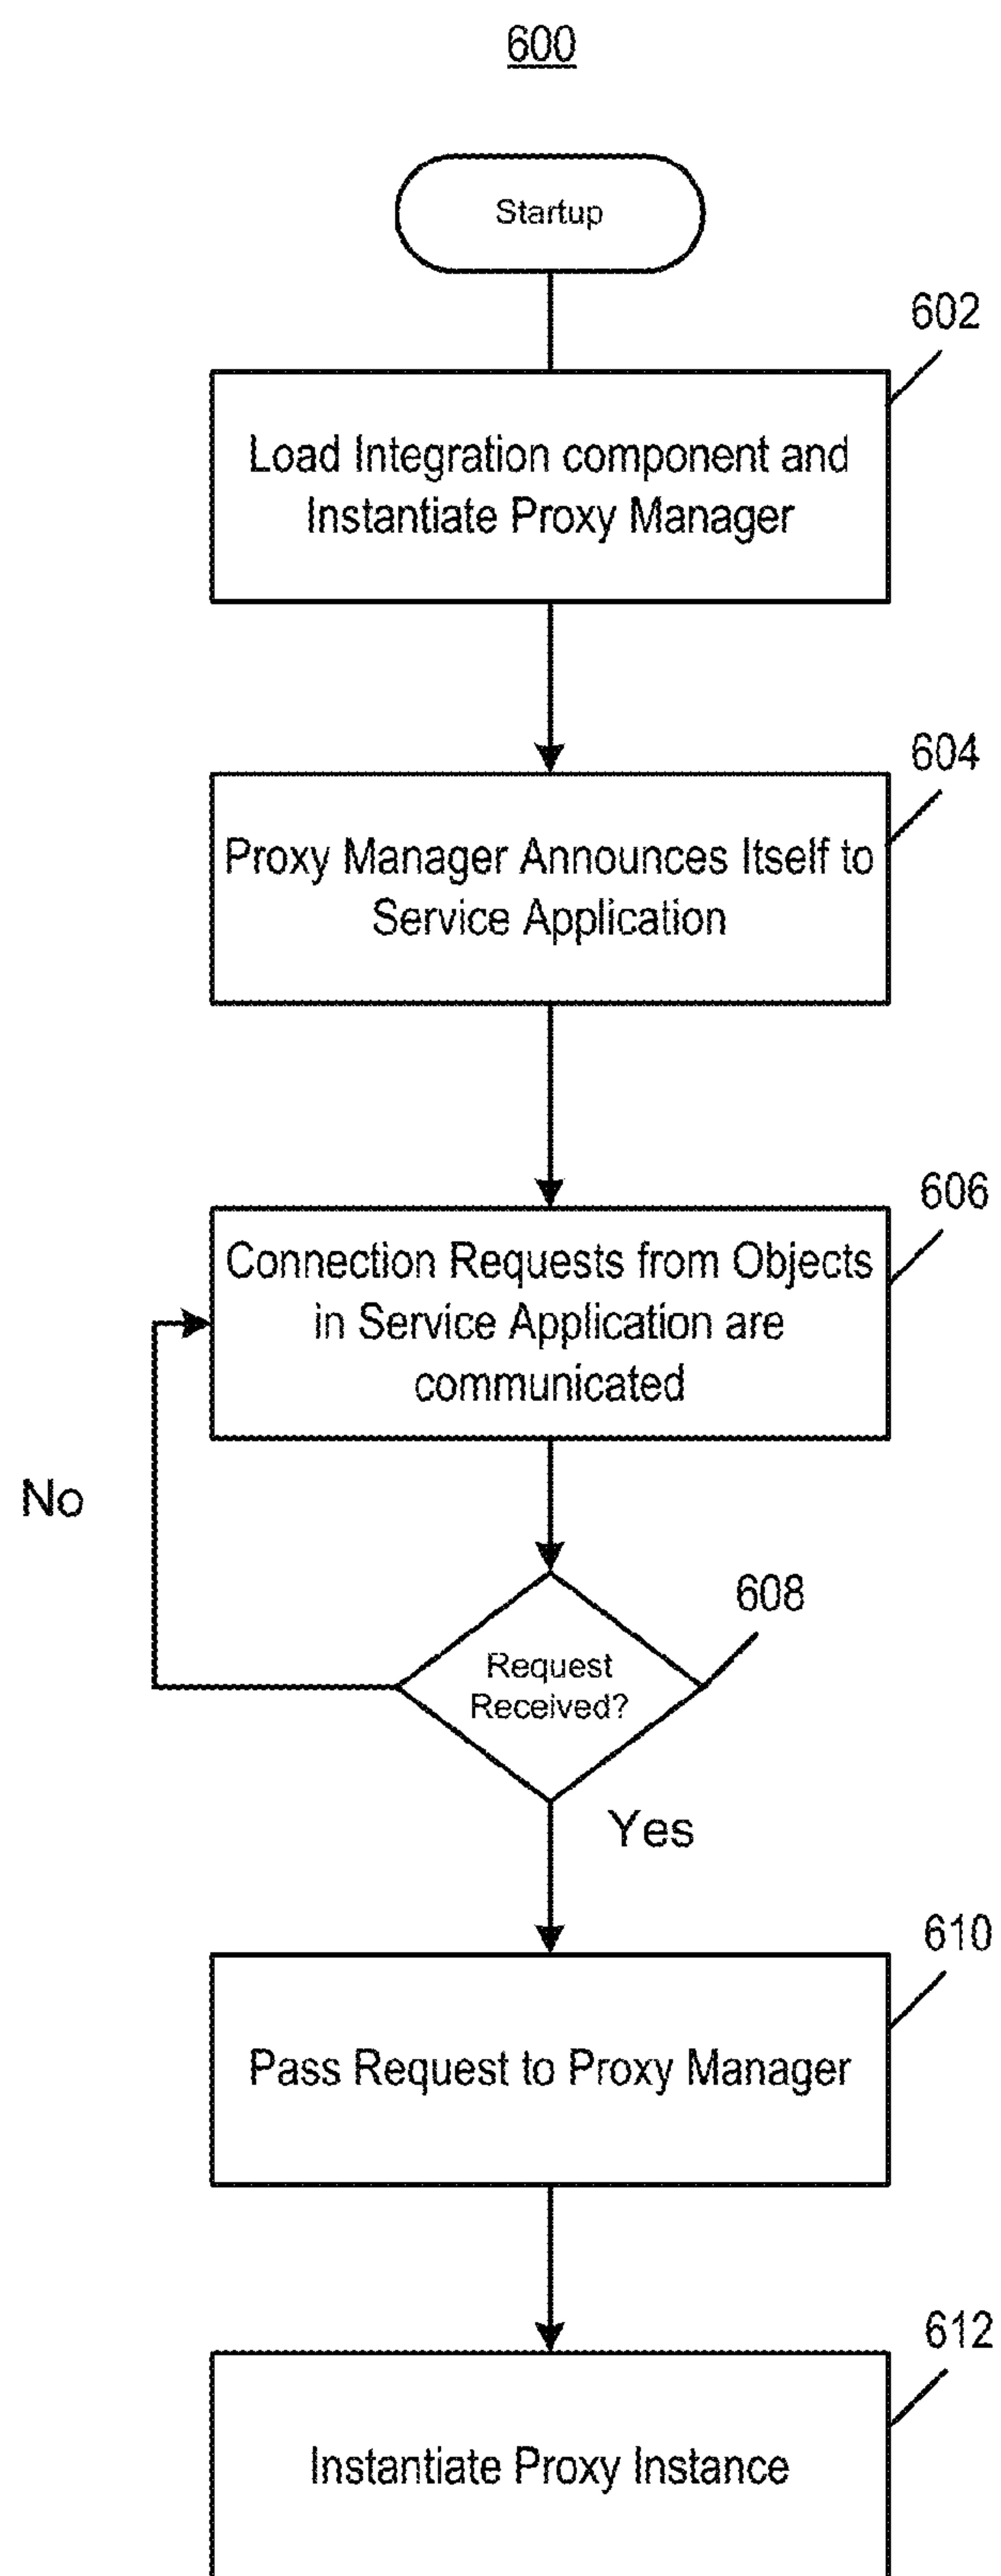 600
Startup
602
Load Integration component and
Instantiate Proxy Manager
604
Proxy Manager Announces Itself to
Service Application
606
Connection Requests from Objects
in Service Application are
communicated
No
608
Request
Received?
Yes
610
Pass Request to Proxy Manager
612
Instantiate Proxy Instance